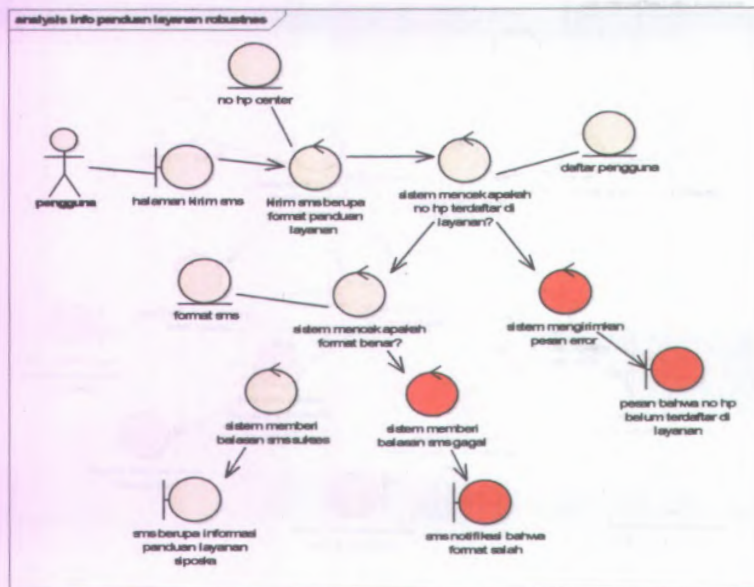 analysis info panduan layanan robustnes
no hp center
pengguna
halaman kirim sms
kirim sms berupa
format panduan
layanan
sistem mencek apakah
no hp terdaftar di
layanan?
daftar pengguna
format sms
sistem mencek apakah
format benar?
sistem mengirimkan
pesan error
pesan bahwa no hp
belum terdaftar di
layanan
sistem memberi
balasan sms sukses
sistem memberi
balasan sms gagal
sms berupa informasi
panduan layanan
siposka
sms notifikasi bahwa
format salah